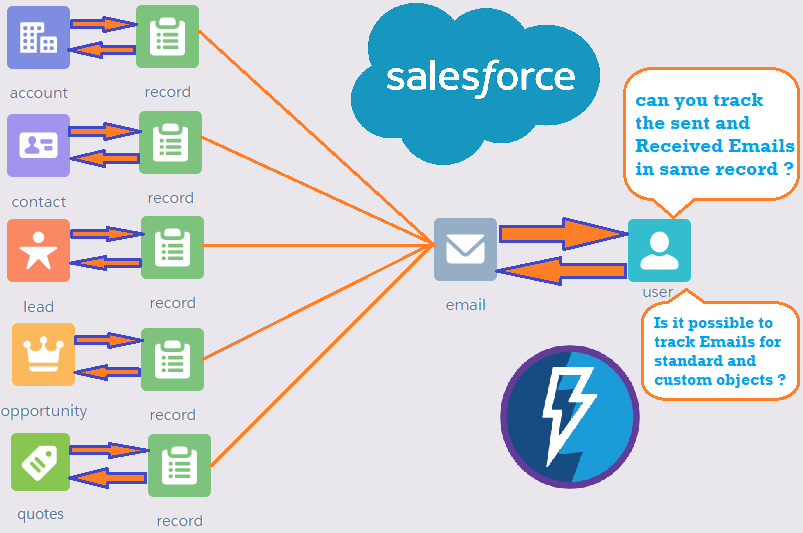 account
record
salesforce
can you track
the sent and
Received Emails
in same record ?
contact
record
lead
record
email
user
Is it possible to
track Emails for
standard and
custom objects ?
opportunity
record
quotes
record